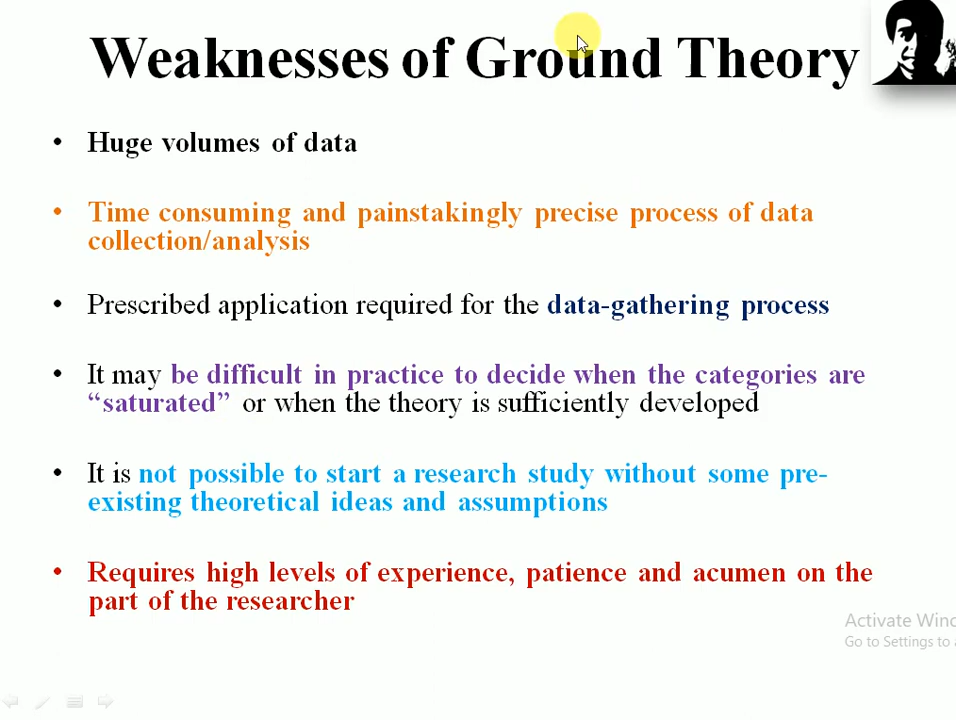 Weaknesses of Ground Theory
• Huge volumes of data
• Time consuming and painstakingly precise process of data
collection/analysis
• Prescribed application required for the data-gathering process
• It may be difficult in practice to decide when the categories are
“saturated” or when the theory is sufficiently developed
• It is not possible to start a research study without some pre-
existing theoretical ideas and assumptions
• Requires high levels of experience, patience and acumen on the
part of the researcher
Activate Winc
Go to Settings to a